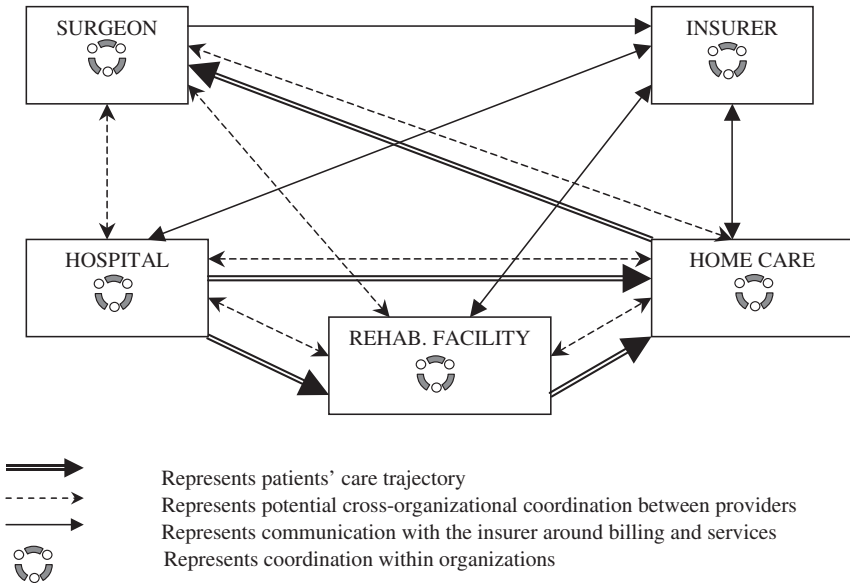 SURGEON
INSURER
HOSPITAL
HOME CARE
REHAB. FACILITY
Represents patients’ care trajectory
Represents potential cross-organizational coordination between providers
Represents communication with the insurer around billing and services
Represents coordination within organizations